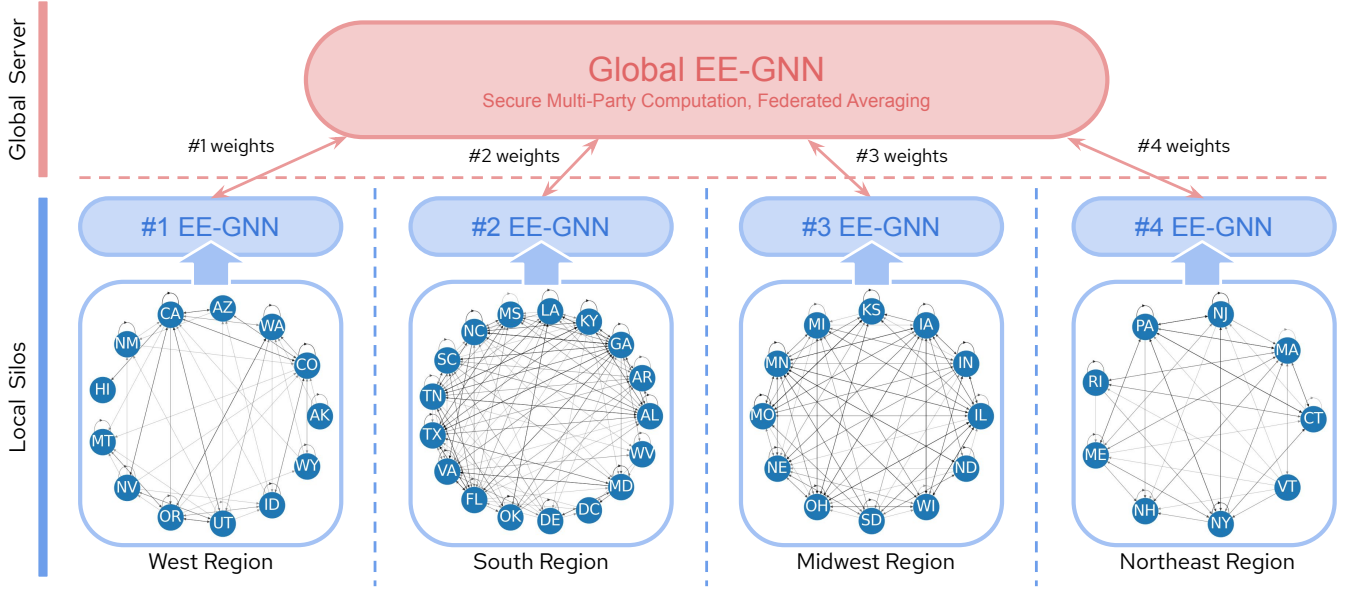 Global Server
Global EE-GNN
Secure Multi-Party Computation, Federated Averaging
#1 weights
#2 weights
#3 weights
#4 weights
Local Silos
#1 EE-GNN
#2 EE-GNN
#3 EE-GNN
#4 EE-GNN
CA
AZ
WA
NM
CO
HI
AK
MT
WY
NV
ID
OR
UT
West Region
MS
LA
KY
NC
GA
SC
AR
TN
AL
TX
WV
VA
MD
FL
DC
OK
DE
South Region
KS
MI
IA
MN
IN
MO
IL
NE
ND
OH
WI
SD
Midwest Region
NJ
PA
MA
RI
CT
ME
VT
NH
NY
Northeast Region